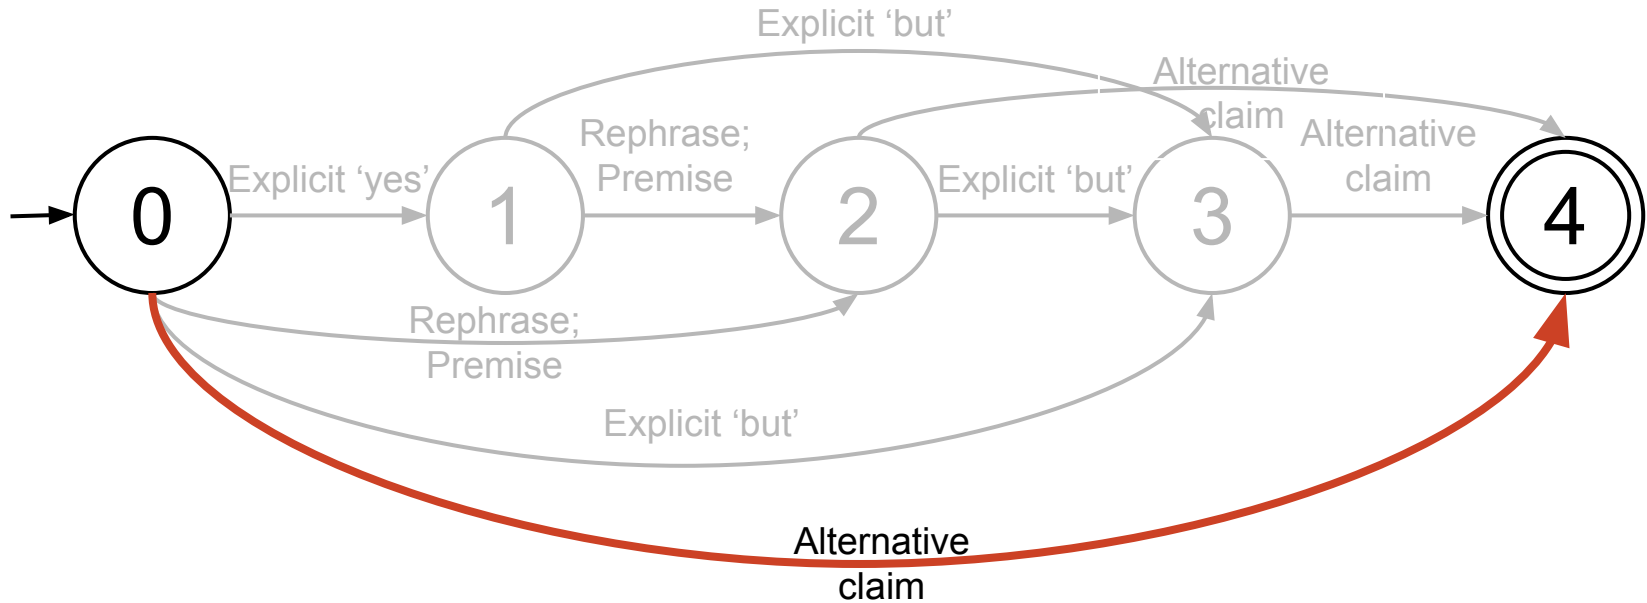 Explicit ‘but’
Alternative
claim
Rephrase;
Premise
Alternative
claim
Explicit ‘yes’
Explicit ‘but’
0
1
2
3
4
Rephrase;
Premise
Explicit ‘but’
Alternative
claim